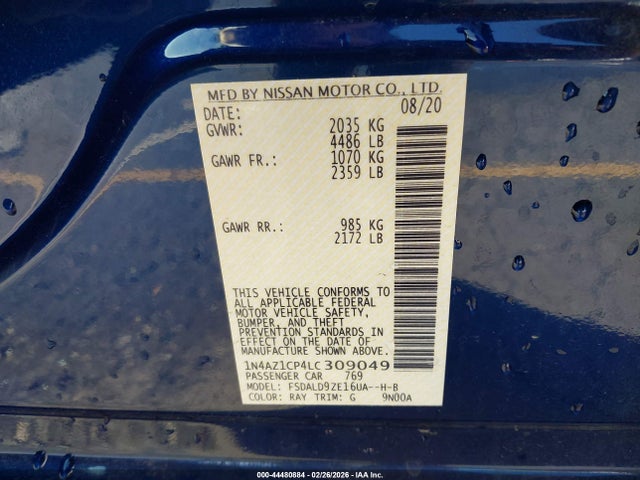 MFD BY NISSAN MOTOR CO., LTD.
DATE: 08/20
GVWR: 2035 KG
4486 LB
GAWR FR.: 1070 KG
2359 LB
GAWR RR.: 985 KG
2172 LB
THIS VEHICLE CONFORMS TO
ALL APPLICABLE FEDERAL
MOTOR VEHICLE SAFETY,
BUMPER, AND THEFT
PREVENTION STANDARDS IN
EFFECT ON THE DATE OF
MANUFACTURE SHOWN ABOVE.
1N4AZ1CP4LC 309049
PASSENGER CAR 769
MODEL: FSDALD9ZE16UA--H-B
COLOR: RAY TRIM: G 9N00A
000-44480884 - 02/26/2026 - IAA Inc.